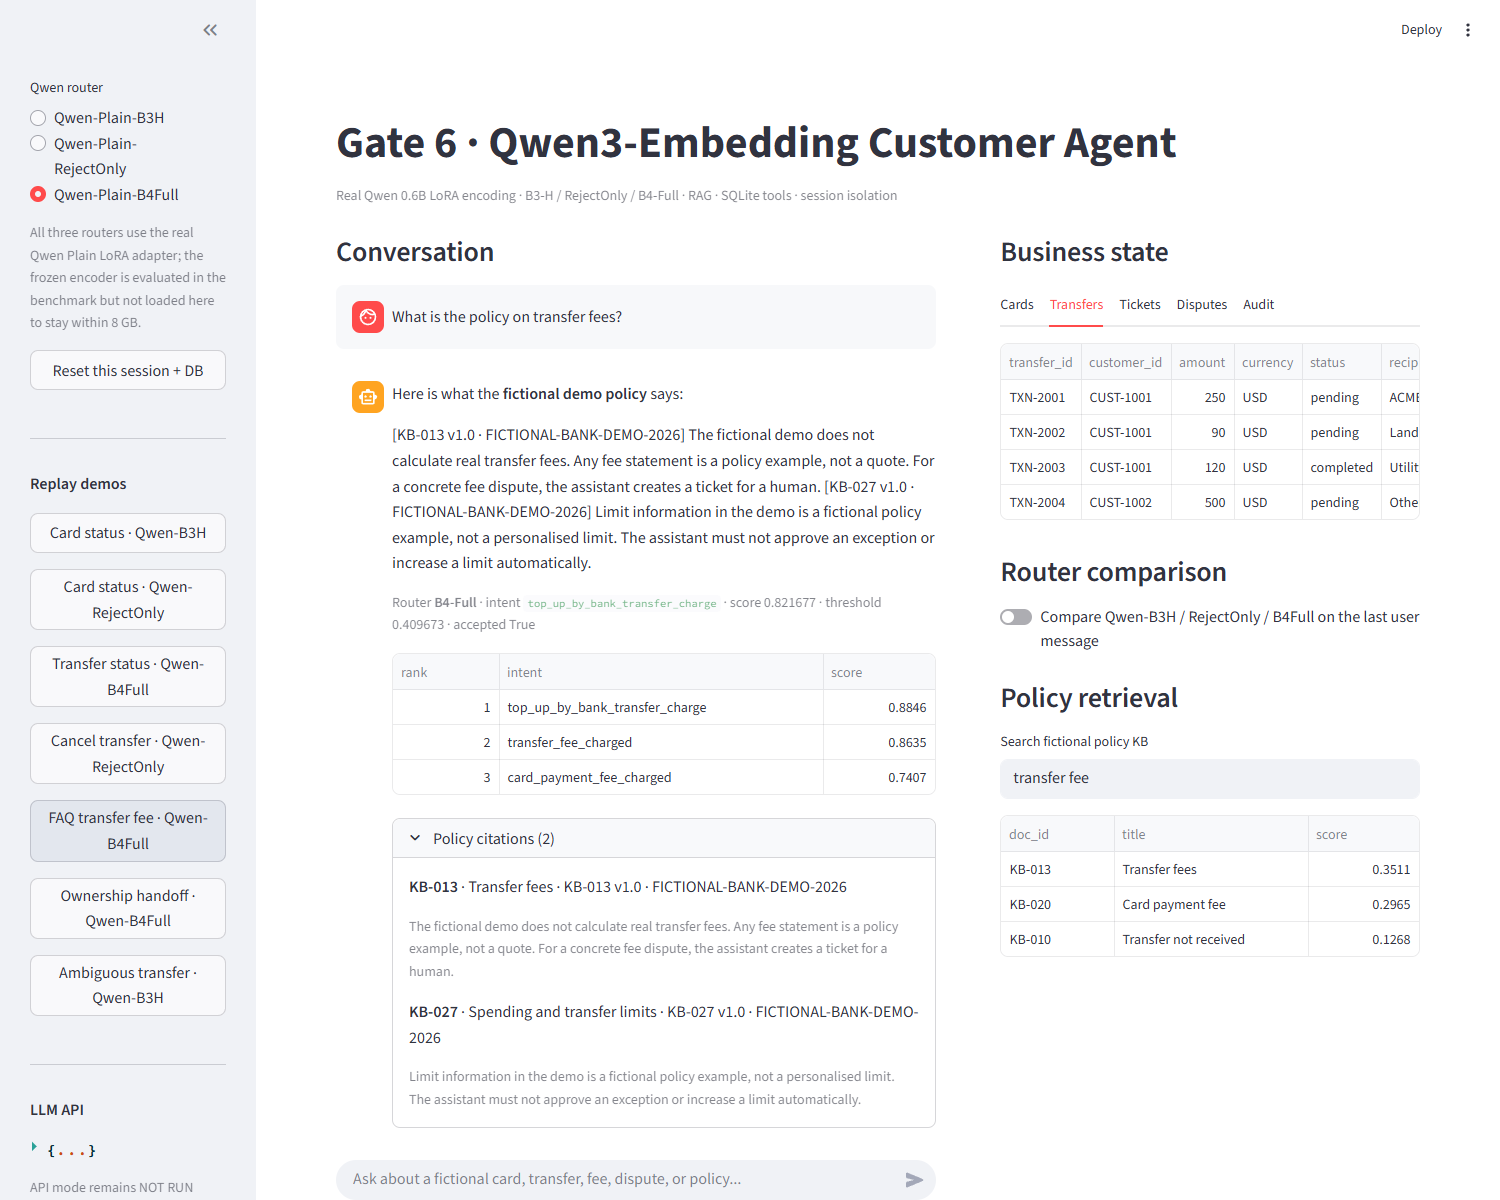 Deploy
Qwen router
Qwen-Plain-B3H
Qwen-Plain-
RejectOnly
Qwen-Plain-B4Full
All three routers use the real
Qwen Plain LoRA adapter; the
frozen encoder is evaluated in the
benchmark but not loaded here
to stay within 8 GB.
Reset this session + DB
Replay demos
Card status · Qwen-B3H
Card status · Qwen-
RejectOnly
Transfer status · Qwen-
B4Full
Cancel transfer · Qwen-
RejectOnly
FAQ transfer fee · Qwen-
B4Full
Ownership handoff ·
Qwen-B4Full
Ambiguous transfer ·
Qwen-B3H
LLM API
{...}
API mode remains NOT RUN
Gate 6 · Qwen3-Embedding Customer Agent
Real Qwen 0.6B LoRA encoding · B3-H / RejectOnly / B4-Full · RAG · SQLite tools · session isolation
Conversation
What is the policy on transfer fees?
Here is what the fictional demo policy says:
[KB-013 v1.0 · FICTIONAL-BANK-DEMO-2026] The fictional demo does not
calculate real transfer fees. Any fee statement is a policy example, not a quote. For
a concrete fee dispute, the assistant creates a ticket for a human. [KB-027 v1.0 ·
FICTIONAL-BANK-DEMO-2026] Limit information in the demo is a fictional policy
example, not a personalised limit. The assistant must not approve an exception or
increase a limit automatically.
Router B4-Full · intent top_up_by_bank_transfer_charge · score 0.821677 · threshold
0.409673 · accepted True
rank intent score
1 top_up_by_bank_transfer_charge 0.8846
2 transfer_fee_charged 0.8635
3 card_payment_fee_charged 0.7407
Policy citations (2)
KB-013 · Transfer fees · KB-013 v1.0 · FICTIONAL-BANK-DEMO-2026
The fictional demo does not calculate real transfer fees. Any fee statement is a policy
example, not a quote. For a concrete fee dispute, the assistant creates a ticket for a
human.
KB-027 · Spending and transfer limits · KB-027 v1.0 · FICTIONAL-BANK-DEMO-
2026
Limit information in the demo is a fictional policy example, not a personalised limit.
The assistant must not approve an exception or increase a limit automatically.
Ask about a fictional card, transfer, fee, dispute, or policy...
Business state
Cards Transfers Tickets Disputes Audit
transfer_id customer_id amount currency status recip
TXN-2001 CUST-1001 250 USD pending ACME
TXN-2002 CUST-1001 90 USD pending Land
TXN-2003 CUST-1001 120 USD completed Utilit
TXN-2004 CUST-1002 500 USD pending Othe
Router comparison
Compare Qwen-B3H / RejectOnly / B4Full on the last user
message
Policy retrieval
Search fictional policy KB
transfer fee
doc_id title score
KB-013 Transfer fees 0.3511
KB-020 Card payment fee 0.2965
KB-010 Transfer not received 0.1268